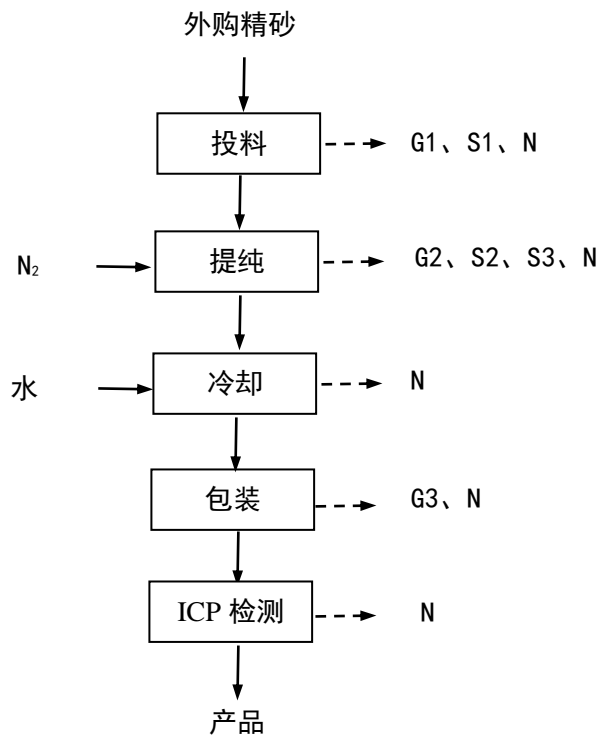 外购精砂
投料
G1、S1、N
N₂
提纯
G2、S2、S3、N
水
冷却
N
包装
G3、N
ICP 检测
N
产品